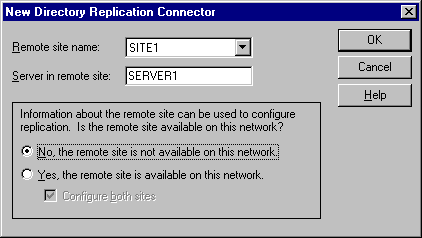 New Directory Replication Connector
Remote site name: SITE1
OK
Server in remote site: SERVER1
Cancel
Help
Information about the remote site can be used to configure
replication. Is the remote site available on this network?
No, the remote site is not available on this network.
Yes, the remote site is available on this network.
Configure both sites